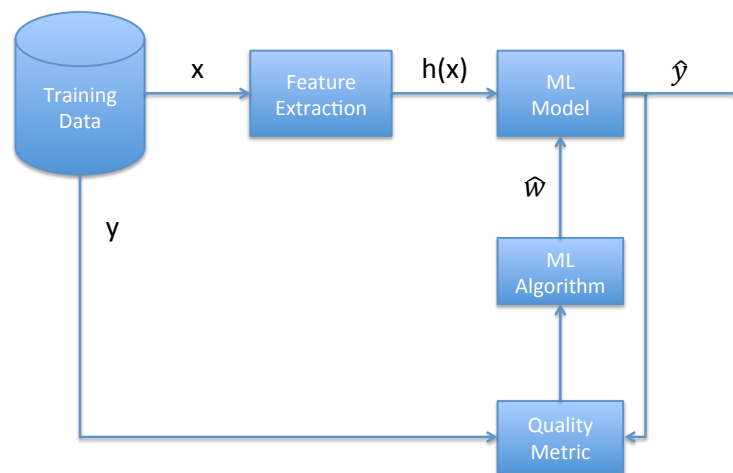 x
h(x)
ŷ
Training
Data
Feature
Extraction
ML
Model
ŵ
y
ML
Algorithm
Quality
Metric